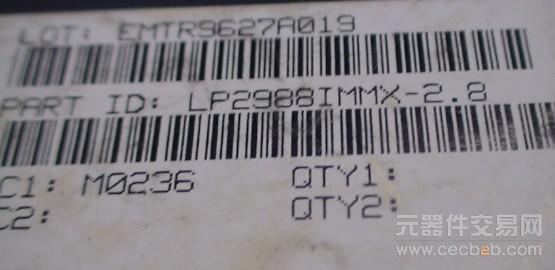 LOT: EMTR9627A019
PART ID: LP2988IMMX-2.8
C1: M0236 QTY1:
C2: QTY2:
元器件交易网
www.cecb2b.com